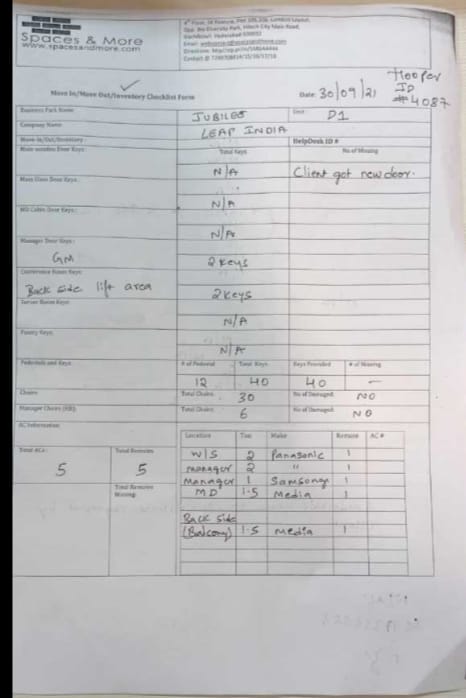 Spaces & More
www.spacesandmore.com
Hooper
ID
#4087
Move In/Move Out/Inventory Checklist Form
Date: 30/09/21
Business Park Name JUBILEE Unit: D1
Company Name LEAP INDIA
Move-In/Out/Inventory: HelpDesk ID #
Main wooden Door Keys: Total Keys No of Missing
N/A Client got new door.
Main Glass Door Keys:
N/A
MD Cabin Door Keys:
N/A
Manager Door Keys:
GM 2 Keys
Conference Room Keys
Back side lift area 2 Keys
Server Room Keys
N/A
Pantry Keys
N/A
Pedestals and Keys # of Pedestal Total Keys Keys Provided # of Missing
12 40 40 -
Chairs Total Chairs 30 No of Damaged NO
Manager Chairs (HB) Total Chairs 6 No of Damaged NO
AC Information
Location Ton Make Remote AC #
Total ACs: 5 Total Remotes 5
W/S 2 Panasonic 1
Manager 2 " 1
Total Remotes Missing:
Manager 1 Samsong 1
MD 1.5 Media 1
Back side
(Balcony) 1.5 Media 1